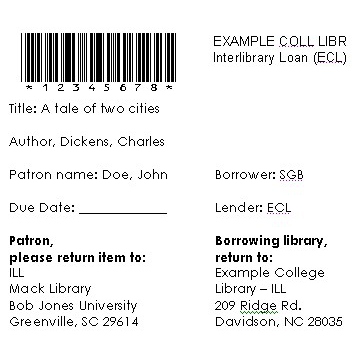 EXAMPLE COLL LIBR
Interlibrary Loan (ECL)
*12345678*
Title: A tale of two cities
Author, Dickens, Charles
Patron name: Doe, John
Borrower: SGB
Due Date: ______________
Lender: ECL
Patron,
please return item to:
ILL
Mack Library
Bob Jones University
Greenville, SC 29614
Borrowing library,
return to:
Example College
Library – ILL
209 Ridge Rd.
Davidson, NC 28035